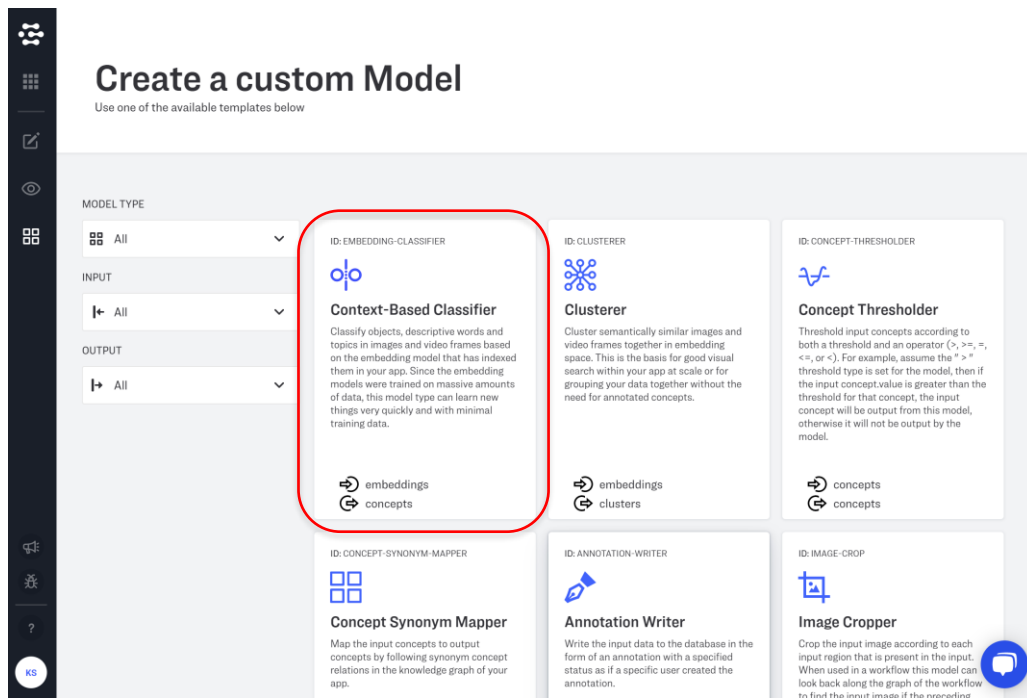 Create a custom Model
Use one of the available templates below
MODEL TYPE
All
INPUT
All
OUTPUT
All
ID: EMBEDDING-CLASSIFIER
Context-Based Classifier
Classify objects, descriptive words and
topics in images and video frames based
on the embedding model that has indexed
them in your app. Since the embedding
models were trained on massive amounts
of data, this model type can learn new
things very quickly and with minimal
training data.
embeddings
concepts
ID: CLUSTERER
Clusterer
Cluster semantically similar images and
video frames together in embedding
space. This is the basis for good visual
search within your app at scale or for
grouping your data together without the
need for annotated concepts.
embeddings
clusters
ID: CONCEPT-THRESHOLDER
Concept Thresholder
Threshold input concepts according to
both a threshold and an operator (>, >=, =,
<=, or <). For example, assume the " > "
threshold type is set for the model, then if
the input concept.value is greater than the
threshold for that concept, the input
concept will be output from this model,
otherwise it will not be output by the
model.
concepts
concepts
ID: CONCEPT-SYNONYM-MAPPER
Concept Synonym Mapper
Map the input concepts to output
concepts by following synonym concept
relations in the knowledge graph of your
app.
ID: ANNOTATION-WRITER
Annotation Writer
Write the input data to the database in the
form of an annotation with a specified
status as if a specific user created the
annotation.
ID: IMAGE-CROP
Image Cropper
Crop the input image according to each
input region that is present in the input.
When used in a workflow this model can
look back along the graph of the workflow
to find the input image if the preceding
?
KS